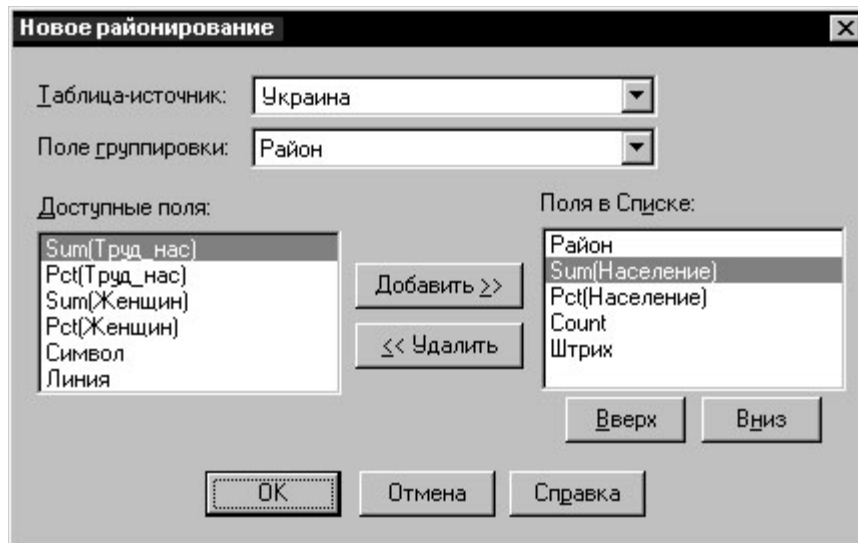 Новое районирование
Таблица-источник: Украина
Поле группировки: Район
Доступные поля:
Sum(Труд_нас)
Pct(Труд_нас)
Sum(Женщин)
Pct(Женщин)
Символ
Линия
Добавить >>
<< Удалить
Поля в Списке:
Район
Sum(Население)
Pct(Население)
Count
Штрих
Вверх Вниз
OK Отмена Справка